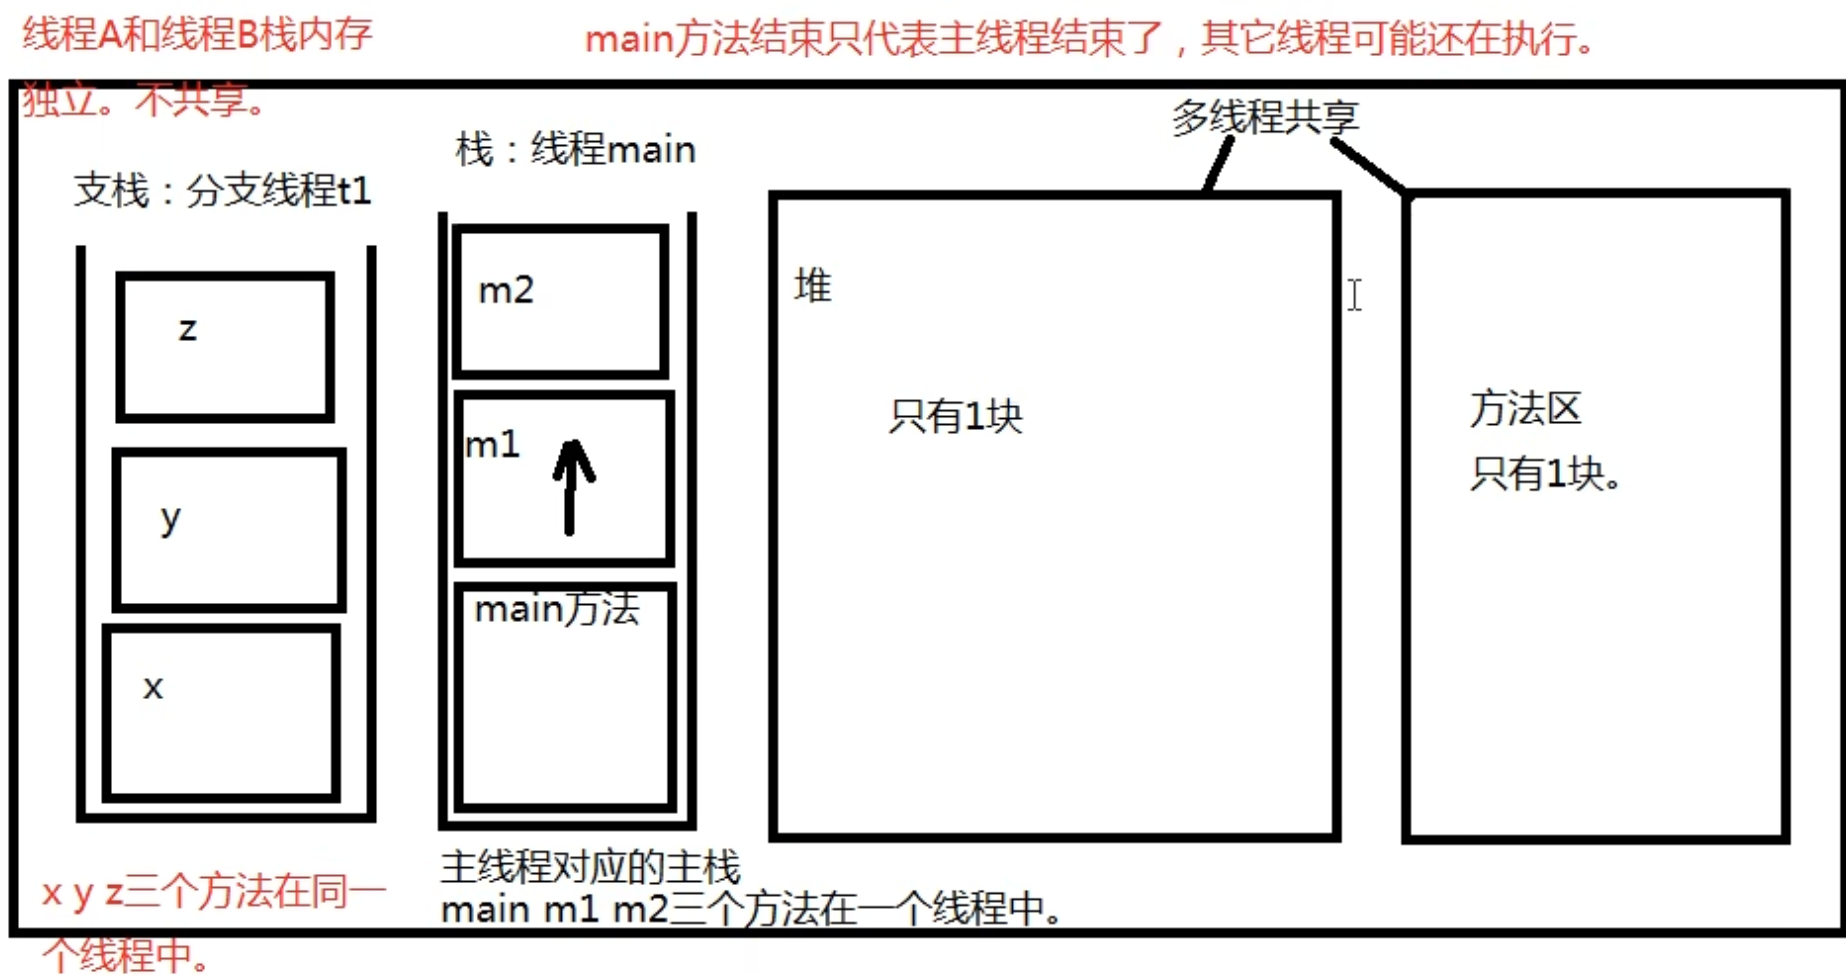 线程A和线程B栈内存
独立。不共享。
main方法结束只代表主线程结束了，其它线程可能还在执行。
多线程共享
支栈：分支线程t1
z
y
x
x y z三个方法在同一
个线程中。
栈：线程main
m2
m1
main方法
主线程对应的主栈
main m1 m2三个方法在一个线程中。
堆
只有1块
方法区
只有1块。